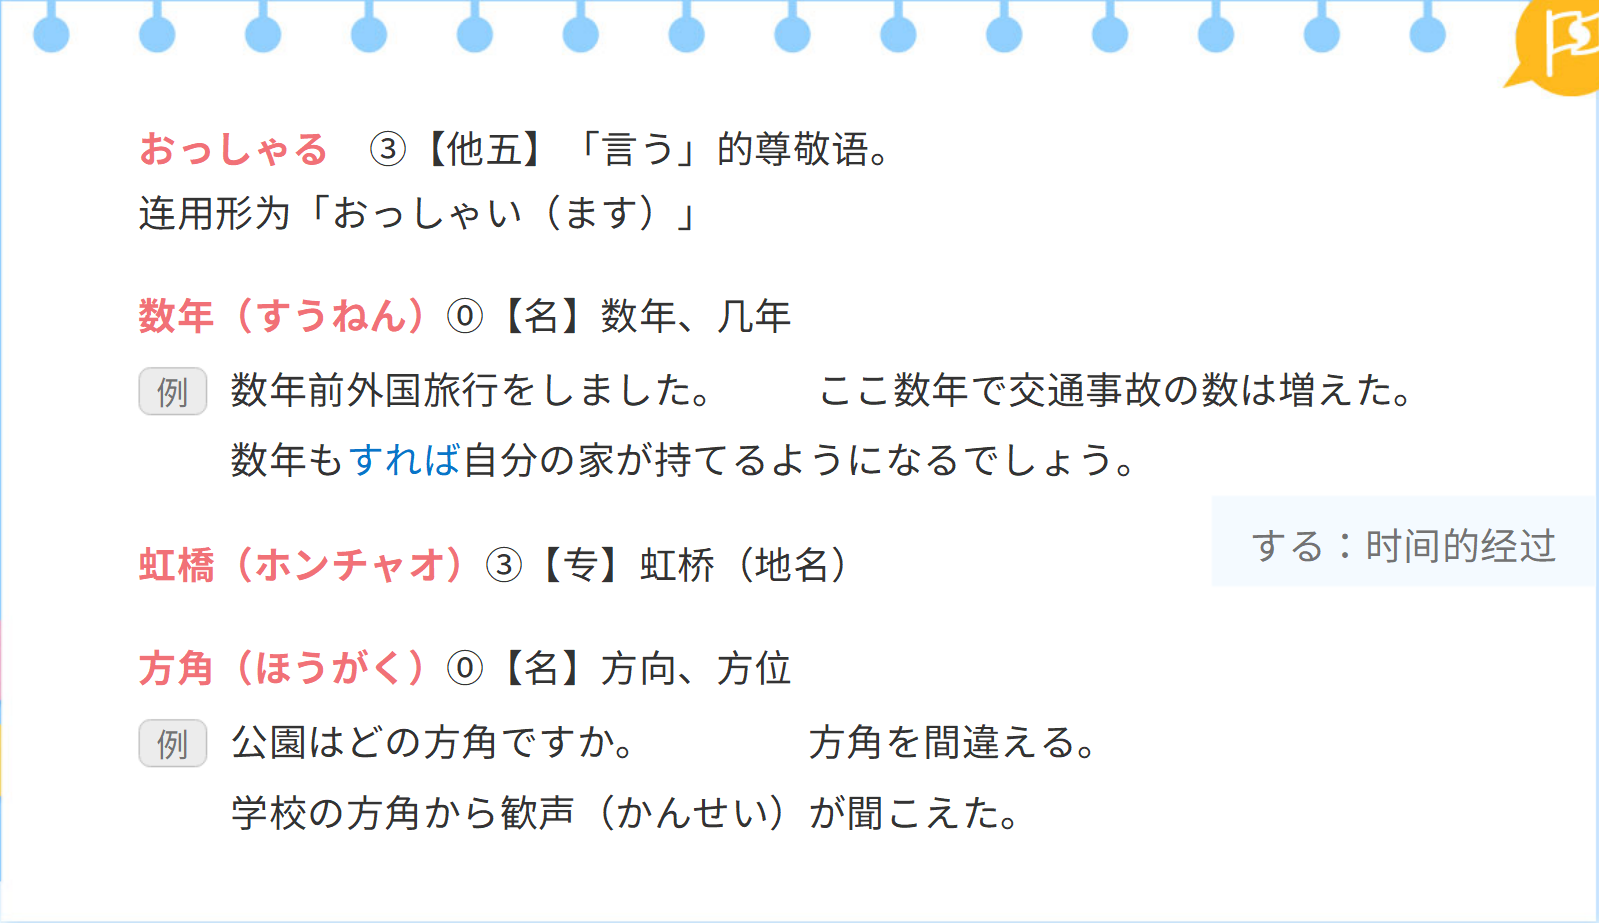 おっしゃる　③【他五】「言う」的尊敬语。
连用形为「おっしゃい（ます）」
数年（すうねん）⓪【名】数年、几年
例 数年前外国旅行をしました。　　ここ数年で交通事故の数は増えた。
数年もすれば自分の家が持てるようになるでしょう。
する：时间的经过
虹橋（ホンチャオ）③【专】虹桥（地名）
方角（ほうがく）⓪【名】方向、方位
例 公園はどの方角ですか。　　方角を間違える。
学校の方角から歓声（かんせい）が聞こえた。